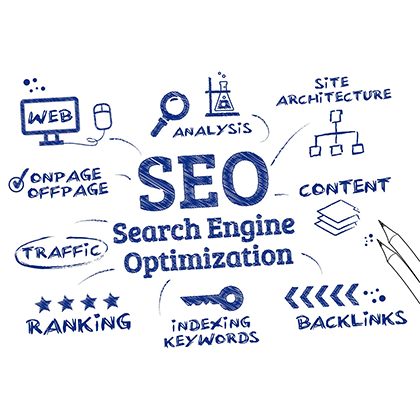 WEB
ANALYSIS
SITE
ARCHITECTURE
ONPAGE
OFFPAGE
SEO
CONTENT
Search Engine
Optimization
TRAFFIC
RANKING
INDEXING
KEYWORDS
BACKLINKS